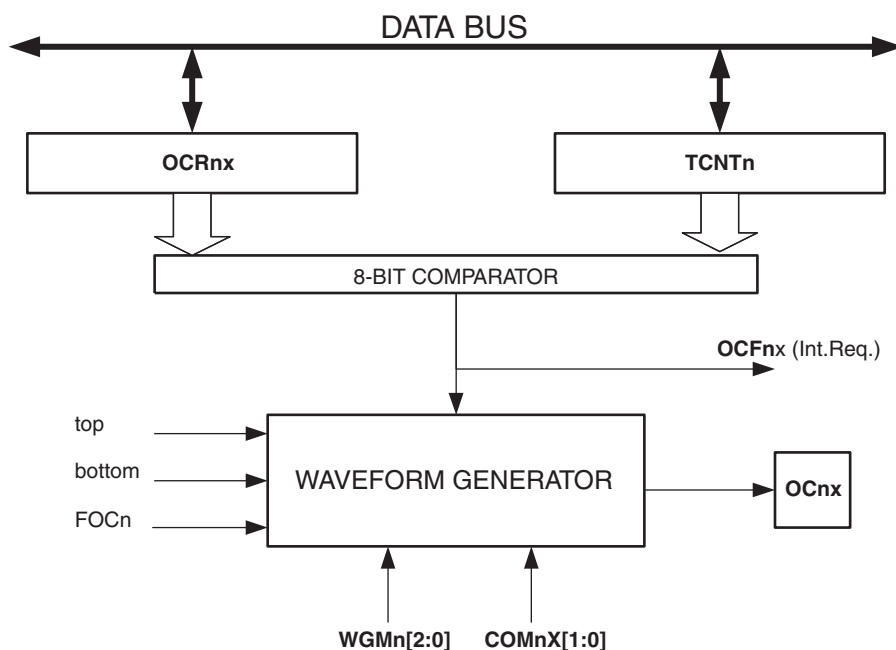 DATA BUS
OCRnx
TCNTn
8-BIT COMPARATOR
OCFnx (Int.Req.)
top
bottom
FOCn
WAVEFORM GENERATOR
OCnx
WGMn[2:0]
COMnX[1:0]